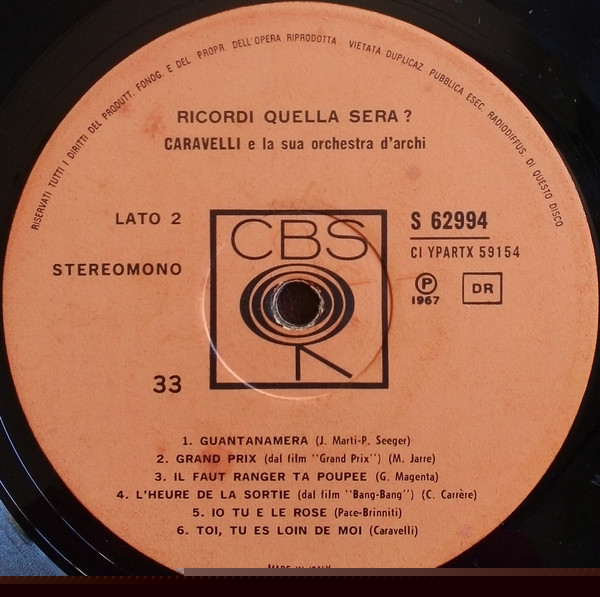 RISERVATI TUTTI I DIRITTI DEL PRODUTT. FONOG. E DEL PROPR. DELL'OPERA RIPRODOTTA VIETATA DUPLICAZ. PUBBLICA ESEC. RADIODIFFUS. DI QUESTO DISCO
RICORDI QUELLA SERA?
CARAVELLI e la sua orchestra d'archi
LATO 2
STEREOMONO
33
CBS
S 62994
CI YPARTX 59154
℗ DR
1967
1. GUANTANAMERA (J. Marti-P. Seeger)
2. GRAND PRIX (dal film "Grand Prix") (M. Jarre)
3. IL FAUT RANGER TA POUPEE (G. Magenta)
4. L'HEURE DE LA SORTIE (dal film "Bang-Bang") (C. Carrère)
5. IO TU E LE ROSE (Pace-Brinniti)
6. TOI, TU ES LOIN DE MOI (Caravelli)
MADE IN ITALY